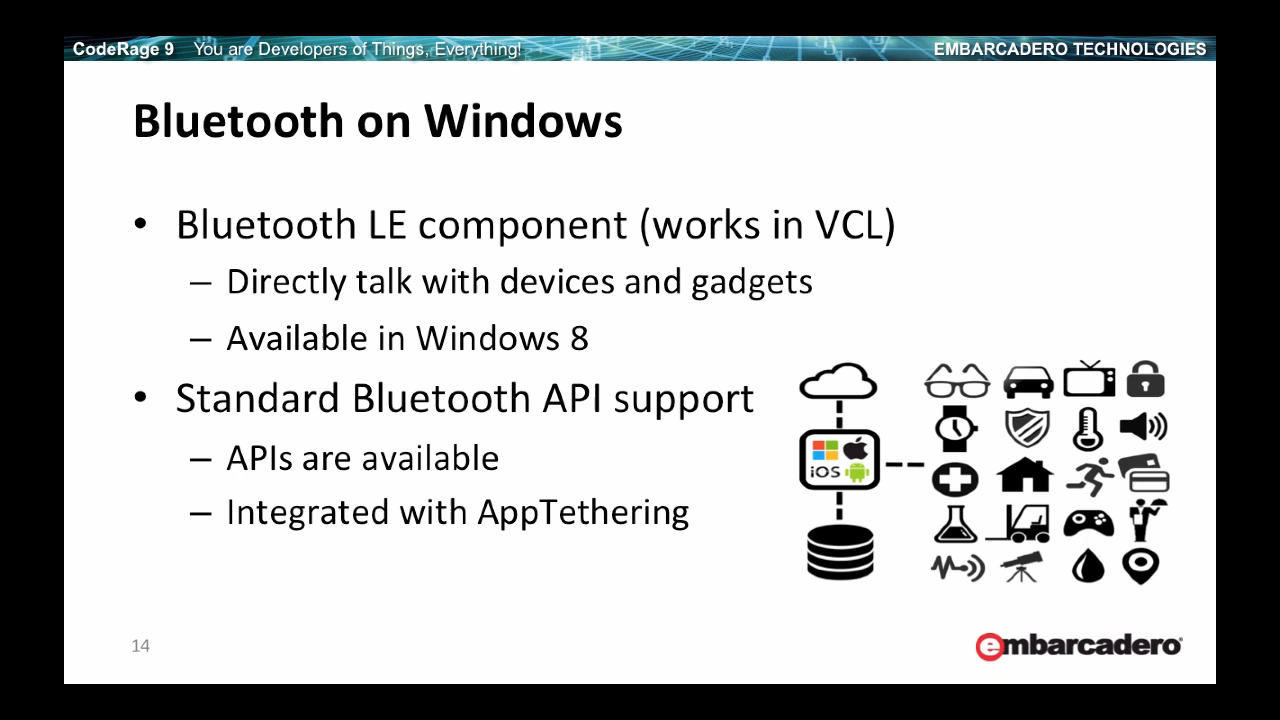 CodeRage 9 You are Developers of Things, Everything! EMBARCADERO TECHNOLOGIES
Bluetooth on Windows
• Bluetooth LE component (works in VCL)
– Directly talk with devices and gadgets
– Available in Windows 8
• Standard Bluetooth API support
– APIs are available
– Integrated with AppTethering
iOS
14
embarcadero